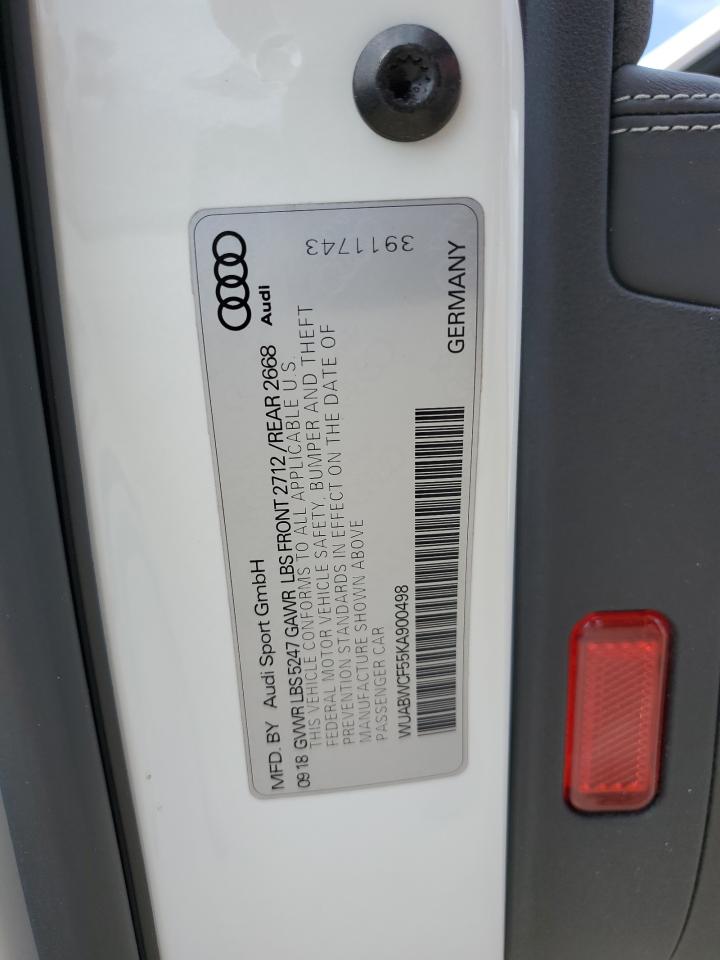 MFD. BY Audi Sport GmbH
Audi
09 18 GVWR LBS 5247 GAWR LBS FRONT 2712 /REAR 2668
THIS VEHICLE CONFORMS TO ALL APPLICABLE U.S.
FEDERAL MOTOR VEHICLE SAFETY, BUMPER AND THEFT
PREVENTION STANDARDS IN EFFECT ON THE DATE OF
MANUFACTURE SHOWN ABOVE
PASSENGER CAR
3911743
WUABWCF55KA900498
GERMANY